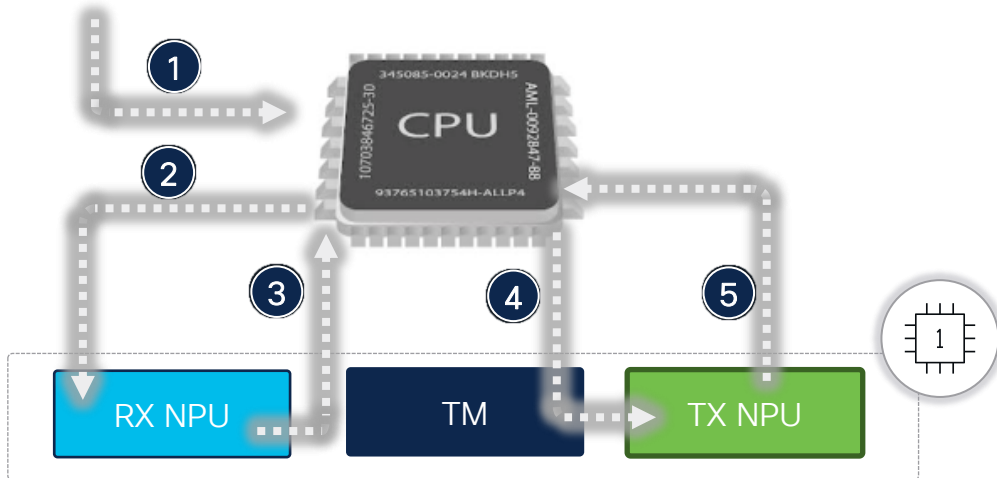 1
345085-0024 BKDH5
10703846725-30
CPU
AML-0092847-88
2
93765103754H-ALLP4
3
4
5
1
RX NPU
TM
TX NPU